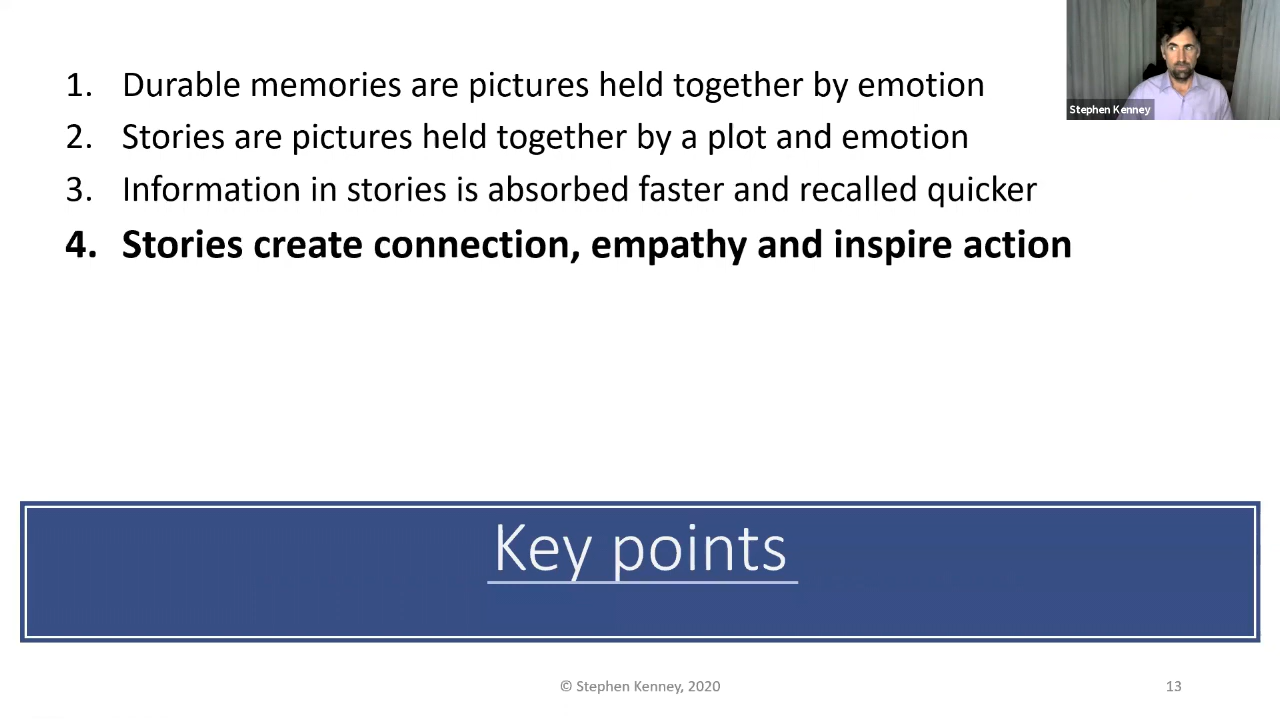 1. Durable memories are pictures held together by emotion
2. Stories are pictures held together by a plot and emotion
3. Information in stories is absorbed faster and recalled quicker
4. Stories create connection, empathy and inspire action
Stephen Kenney
Key points
© Stephen Kenney, 2020
13